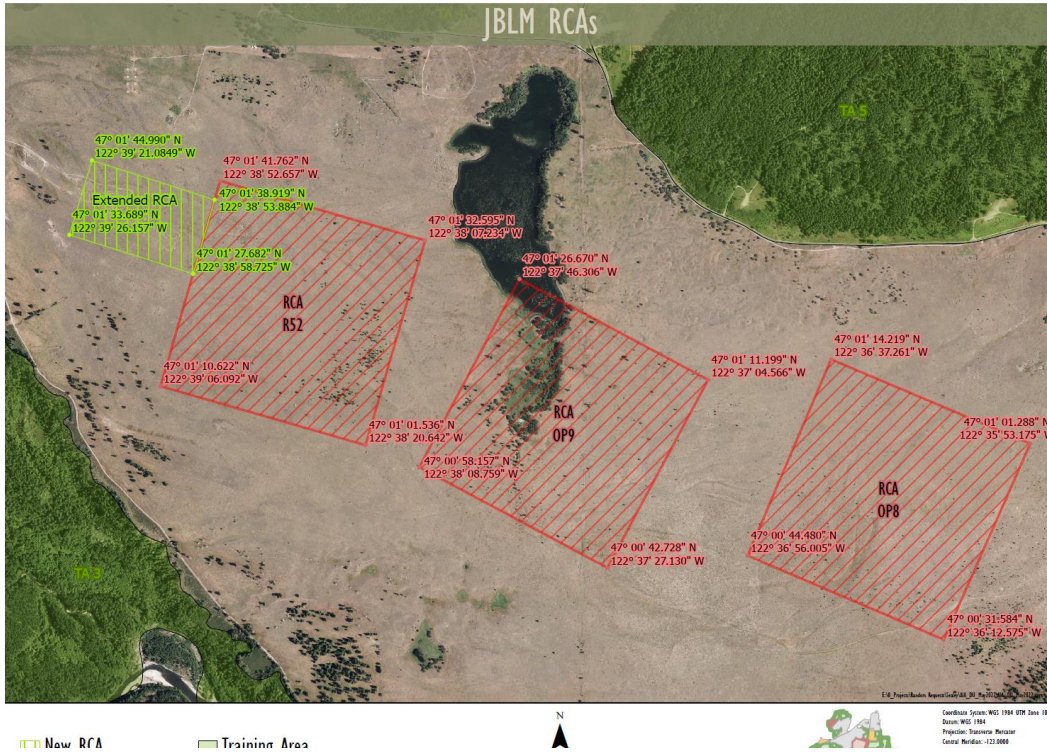 JBLM RCAs
TA 5
47° 01' 44.990" N
122° 39' 21.0849" W
47° 01' 41.762" N
122° 38' 52.657" W
Extended RCA
47° 01' 38.919" N
122° 38' 53.884" W
47° 01' 33.689" N
122° 39' 26.157" W
47° 01' 32.595" N
122° 38' 07.234" W
47° 01' 27.682" N
122° 38' 58.725" W
47° 01' 26.670" N
122° 37' 46.306" W
RCA
R52
47° 01' 14.219" N
122° 36' 37.261" W
47° 01' 11.199" N
122° 37' 04.566" W
47° 01' 10.622" N
122° 39' 06.092" W
RCA
OP9
47° 01' 01.536" N
122° 38' 20.642" W
47° 01' 01.288" N
122° 35' 53.175" W
47° 00' 58.157" N
122° 38' 08.759" W
RCA
OP8
47° 00' 44.480" N
122° 36' 56.005" W
47° 00' 42.728" N
122° 37' 27.130" W
TA 3
47° 00' 31.584" N
122° 36' 12.575" W
N
New RCA
Training Area
Coordinate System: WGS 1984 UTM Zone 10
Datum: WGS 1984
Projection: Transverse Mercator
Central Meridian: -123.0000